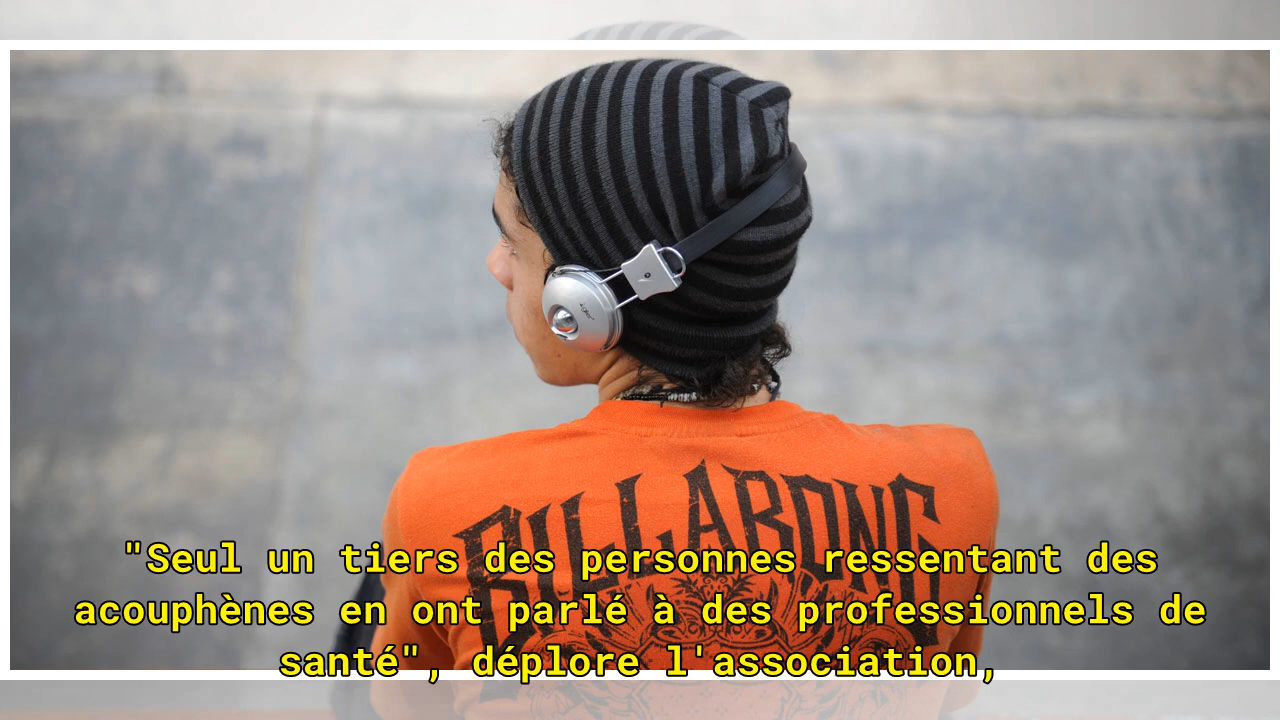 BILLABONG
"Seul un tiers des personnes ressentant des
acouphènes en ont parlé à des professionnels de
santé", déplore l'association,